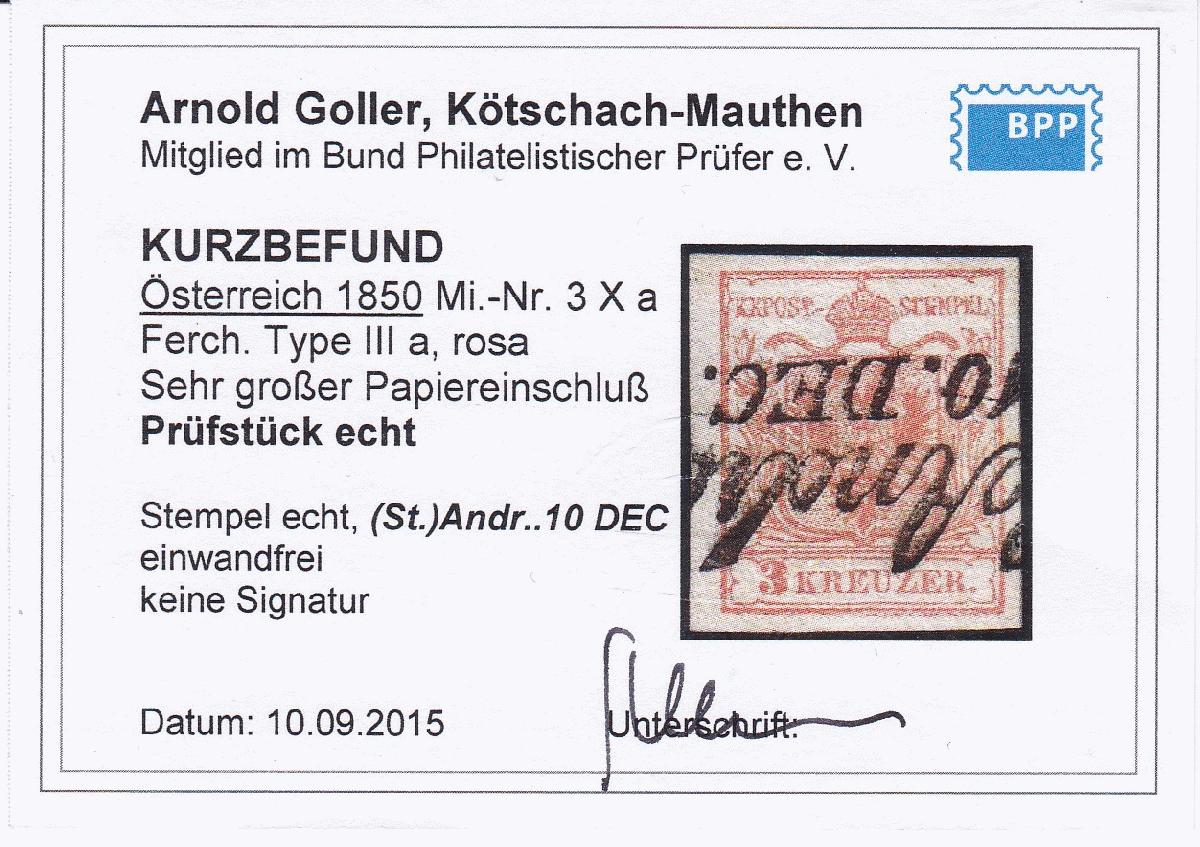 Arnold Goller, Kötschach-Mauthen
Mitglied im Bund Philatelistischer Prüfer e. V.
BPP
KURZBEFUND
Österreich 1850 Mi.-Nr. 3 X a
Ferch. Type III a, rosa
Sehr großer Papiereinschluß
Prüfstück echt
Stempel echt, (St.)Andr..10 DEC
einwandfrei
keine Signatur
KKPOST-STEMPEL
10. DEC.
3 KREUZER.
Datum: 10.09.2015
Unterschrift: